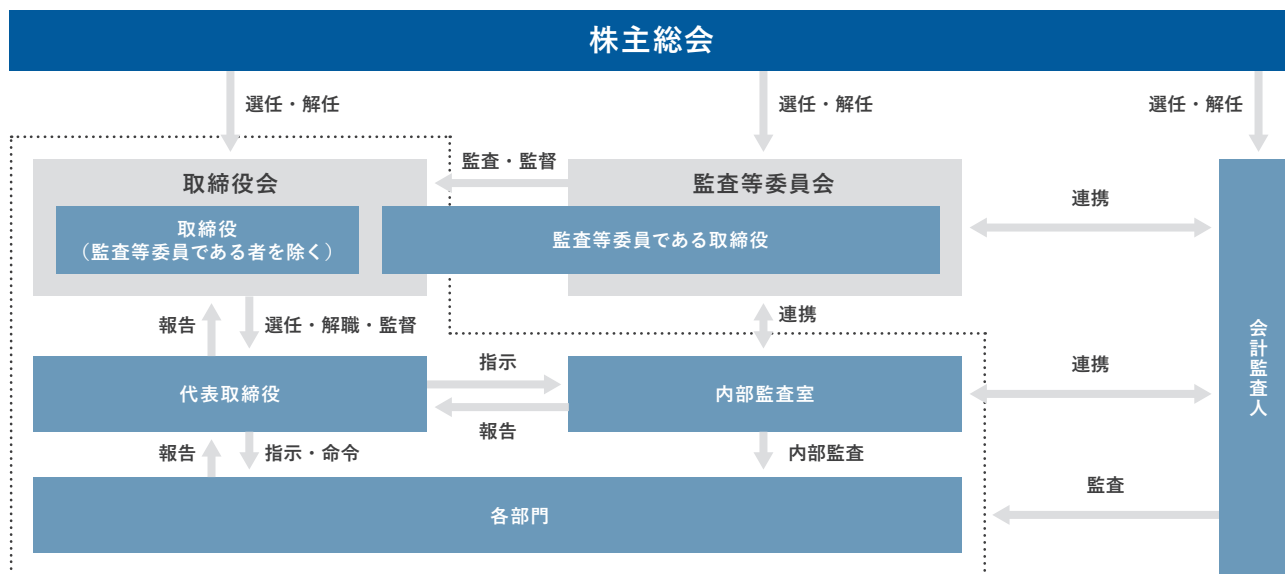 株主総会
選任・解任
選任・解任
選任・解任
取締役会
監査・監督
監査等委員会
連携
取締役
（監査等委員である者を除く）
監査等委員である取締役
報告
選任・解職・監督
連携
代表取締役
指示
報告
内部監査室
連携
会計監査人
報告
指示・命令
内部監査
監査
各部門